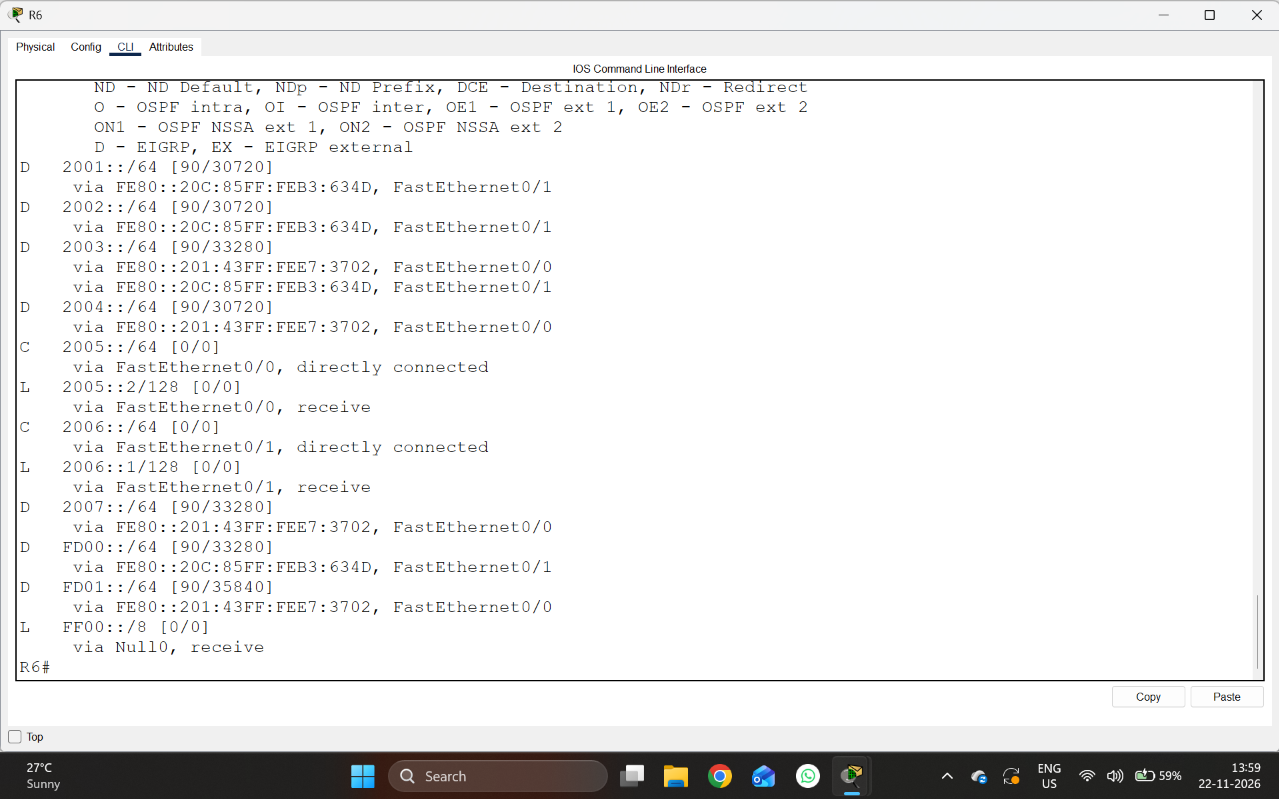 R6
Physical Config CLI Attributes
IOS Command Line Interface
ND - ND Default, NDp - ND Prefix, DCE - Destination, NDr - Redirect
O - OSPF intra, OI - OSPF inter, OE1 - OSPF ext 1, OE2 - OSPF ext 2
ON1 - OSPF NSSA ext 1, ON2 - OSPF NSSA ext 2
D - EIGRP, EX - EIGRP external
D 2001::/64 [90/30720]
via FE80::20C:85FF:FEB3:634D, FastEthernet0/1
D 2002::/64 [90/30720]
via FE80::20C:85FF:FEB3:634D, FastEthernet0/1
D 2003::/64 [90/33280]
via FE80::201:43FF:FEE7:3702, FastEthernet0/0
via FE80::20C:85FF:FEB3:634D, FastEthernet0/1
D 2004::/64 [90/30720]
via FE80::201:43FF:FEE7:3702, FastEthernet0/0
C 2005::/64 [0/0]
via FastEthernet0/0, directly connected
L 2005::2/128 [0/0]
via FastEthernet0/0, receive
C 2006::/64 [0/0]
via FastEthernet0/1, directly connected
L 2006::1/128 [0/0]
via FastEthernet0/1, receive
D 2007::/64 [90/33280]
via FE80::201:43FF:FEE7:3702, FastEthernet0/0
D FD00::/64 [90/33280]
via FE80::20C:85FF:FEB3:634D, FastEthernet0/1
D FD01::/64 [90/35840]
via FE80::201:43FF:FEE7:3702, FastEthernet0/0
L FF00::/8 [0/0]
via Null0, receive
R6#
Copy Paste
Top
27°C
Sunny
Search
ENG
US
59%
13:59
22-11-2026